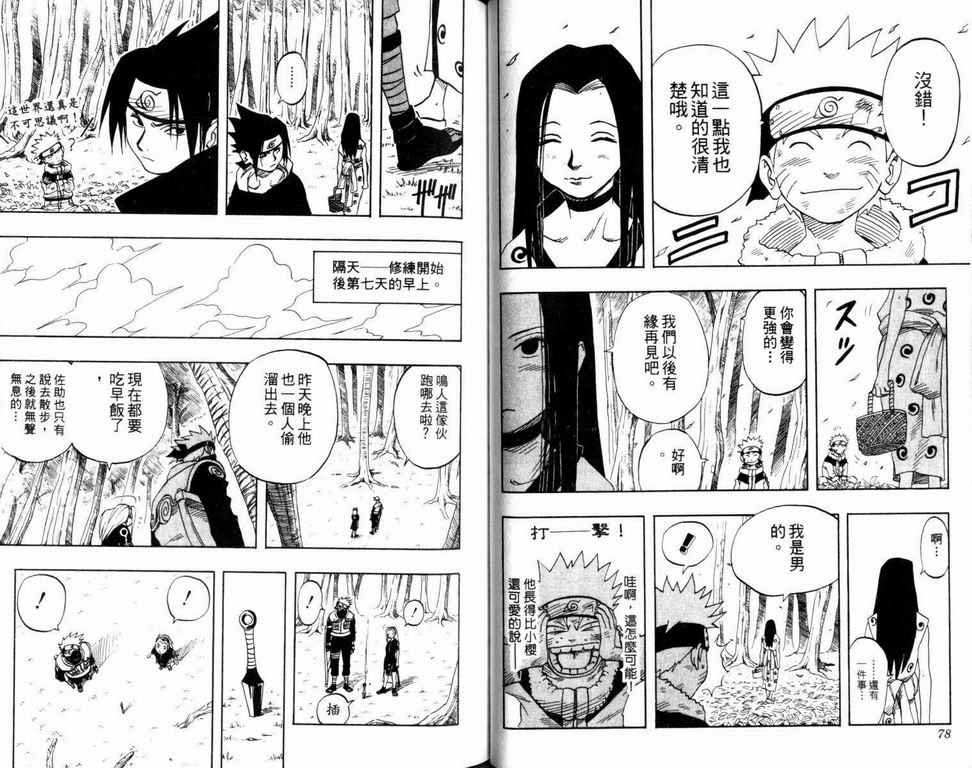 沒錯！
這一點我也
知道的很清
楚哦。
ス
ッ
你會變得
更強的…
我們以後有
緣再見吧。
好啊
啊…
……還有
一件事…
我是男
的。
！
打——擊！
哇啊，這怎麼可能！
他長得比小櫻
還可愛的說——
78
ザザ
……
這世界還真是
不可思議啊！
隔天——修練開始
後第七天的早上。
鳴人這傢伙
跑哪去啦？
昨天晚上他
也一個人偷
溜出去。
現在都要
吃早飯了
，
佐助也只有
說去散步，
之後就無聲
無息的…
！
插
！
！